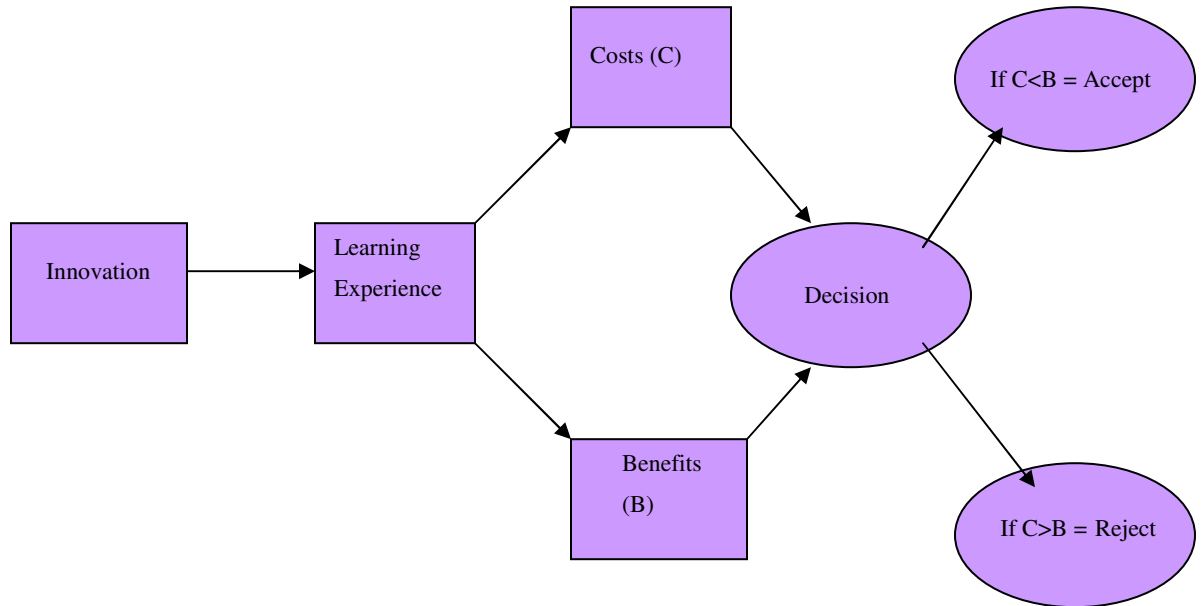 Innovation
Learning
Experience
Costs (C)
Benefits
(B)
Decision
If C<B = Accept
If C>B = Reject